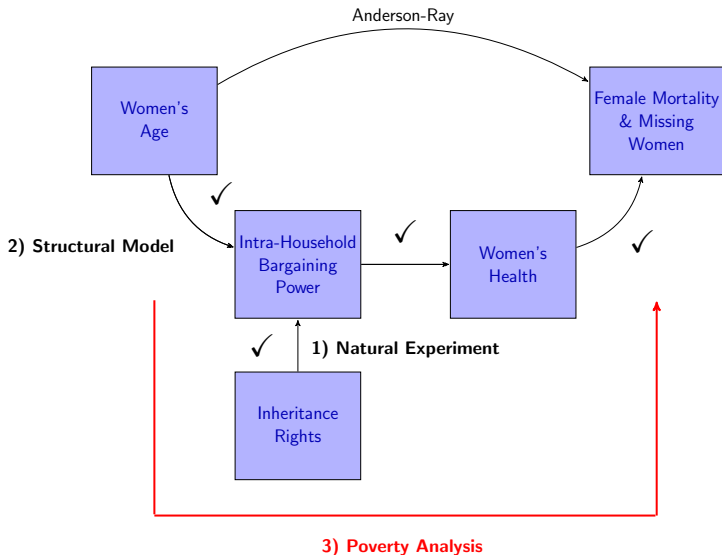 Anderson-Ray
Women's
Age
Female Mortality
& Missing
Women
2) Structural Model
Intra-Household
Bargaining
Power
Women's
Health
1) Natural Experiment
Inheritance
Rights
3) Poverty Analysis